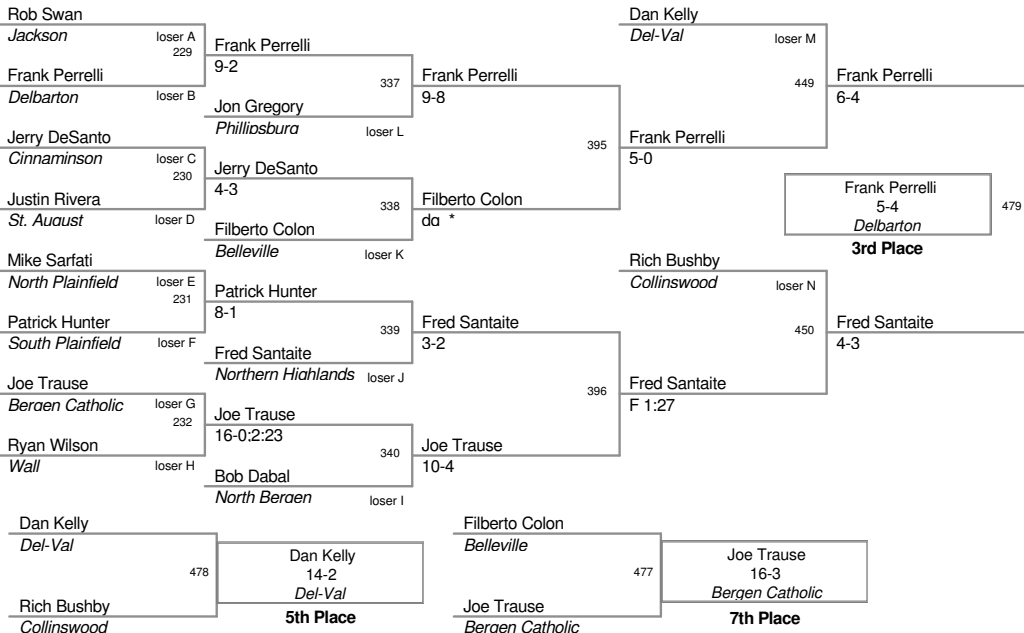 Rob Swan
Jackson
loser A
229
Frank Perrelli
Delbarton
loser B
Jerry DeSanto
Cinnaminson
loser C
230
Justin Rivera
St. August
loser D
Mike Sarfati
North Plainfield
loser E
231
Patrick Hunter
South Plainfield
loser F
Joe Trause
Bergen Catholic
loser G
232
Ryan Wilson
Wall
loser H
Frank Perrelli
9-2
337
Jon Gregory
Phillipsburg
loser L
Jerry DeSanto
4-3
338
Filberto Colon
Belleville
loser K
Patrick Hunter
8-1
339
Fred Santaite
Northern Highlands
loser J
Joe Trause
16-0:2:23
340
Bob Dabal
North Bergen
loser I
Frank Perrelli
9-8
395
Filberto Colon
dq *
Fred Santaite
3-2
396
Joe Trause
10-4
Dan Kelly
Del-Val
loser M
449
Frank Perrelli
5-0
Rich Bushby
Collinswood
loser N
450
Fred Santaite
F 1:27
Frank Perrelli
6-4
Frank Perrelli
5-4
Delbarton
479
3rd Place
Fred Santaite
4-3
Dan Kelly
Del-Val
478
Rich Bushby
Collinswood
Dan Kelly
14-2
Del-Val
5th Place
Filberto Colon
Belleville
477
Joe Trause
Bergen Catholic
Joe Trause
16-3
Bergen Catholic
7th Place